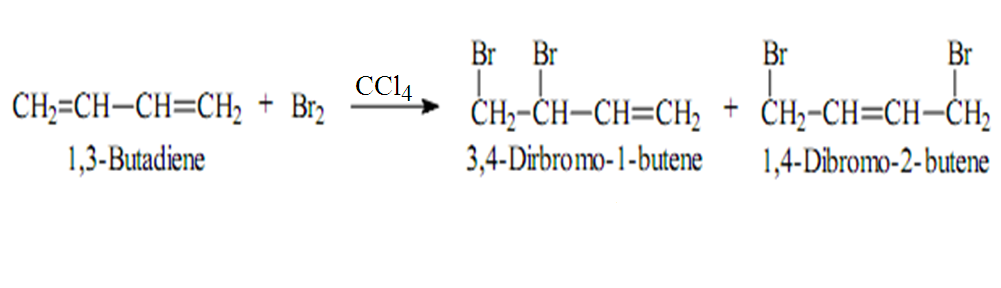 Br Br Br Br
CCl4
CH2=CH—CH=CH2 + Br2 CH2-CH—CH=CH2 + CH2-CH=CH—CH2
1,3-Butadiene 3,4-Dirbromo-1-butene 1,4-Dibromo-2-butene